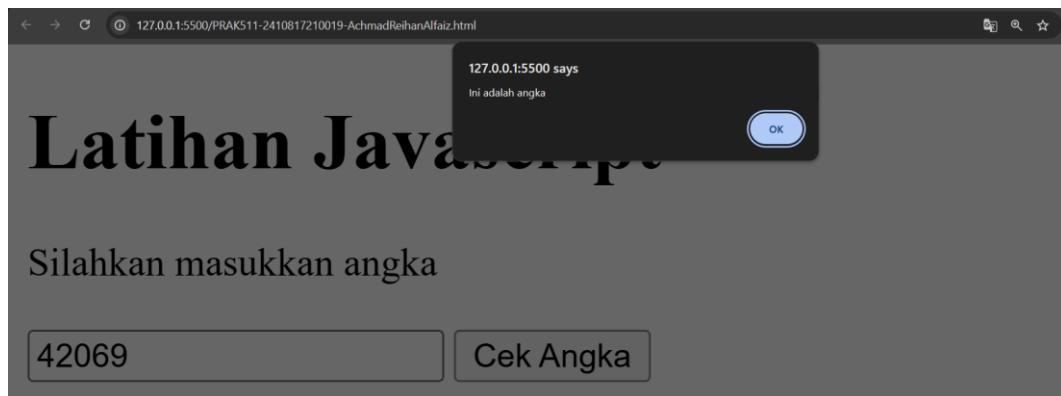 127.0.0.1:5500/PRAK511-2410817210019-AchmadReihanAlfaiz.html
127.0.0.1:5500 says
Ini adalah angka
OK
Latihan Javascript
Silahkan masukkan angka
42069 Cek Angka